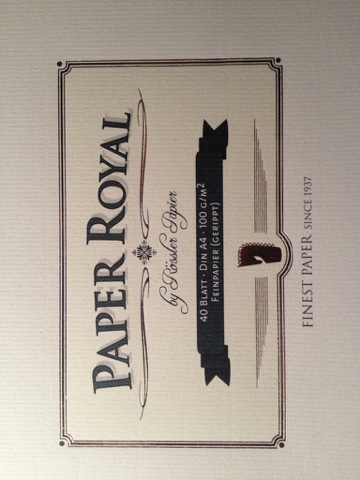 PAPER ROYAL
by Rössler Papier
40 BLATT · DIN A4 · 100 G/M²
FEINPAPIER (GERIPPT)
FINEST PAPER SINCE 1937